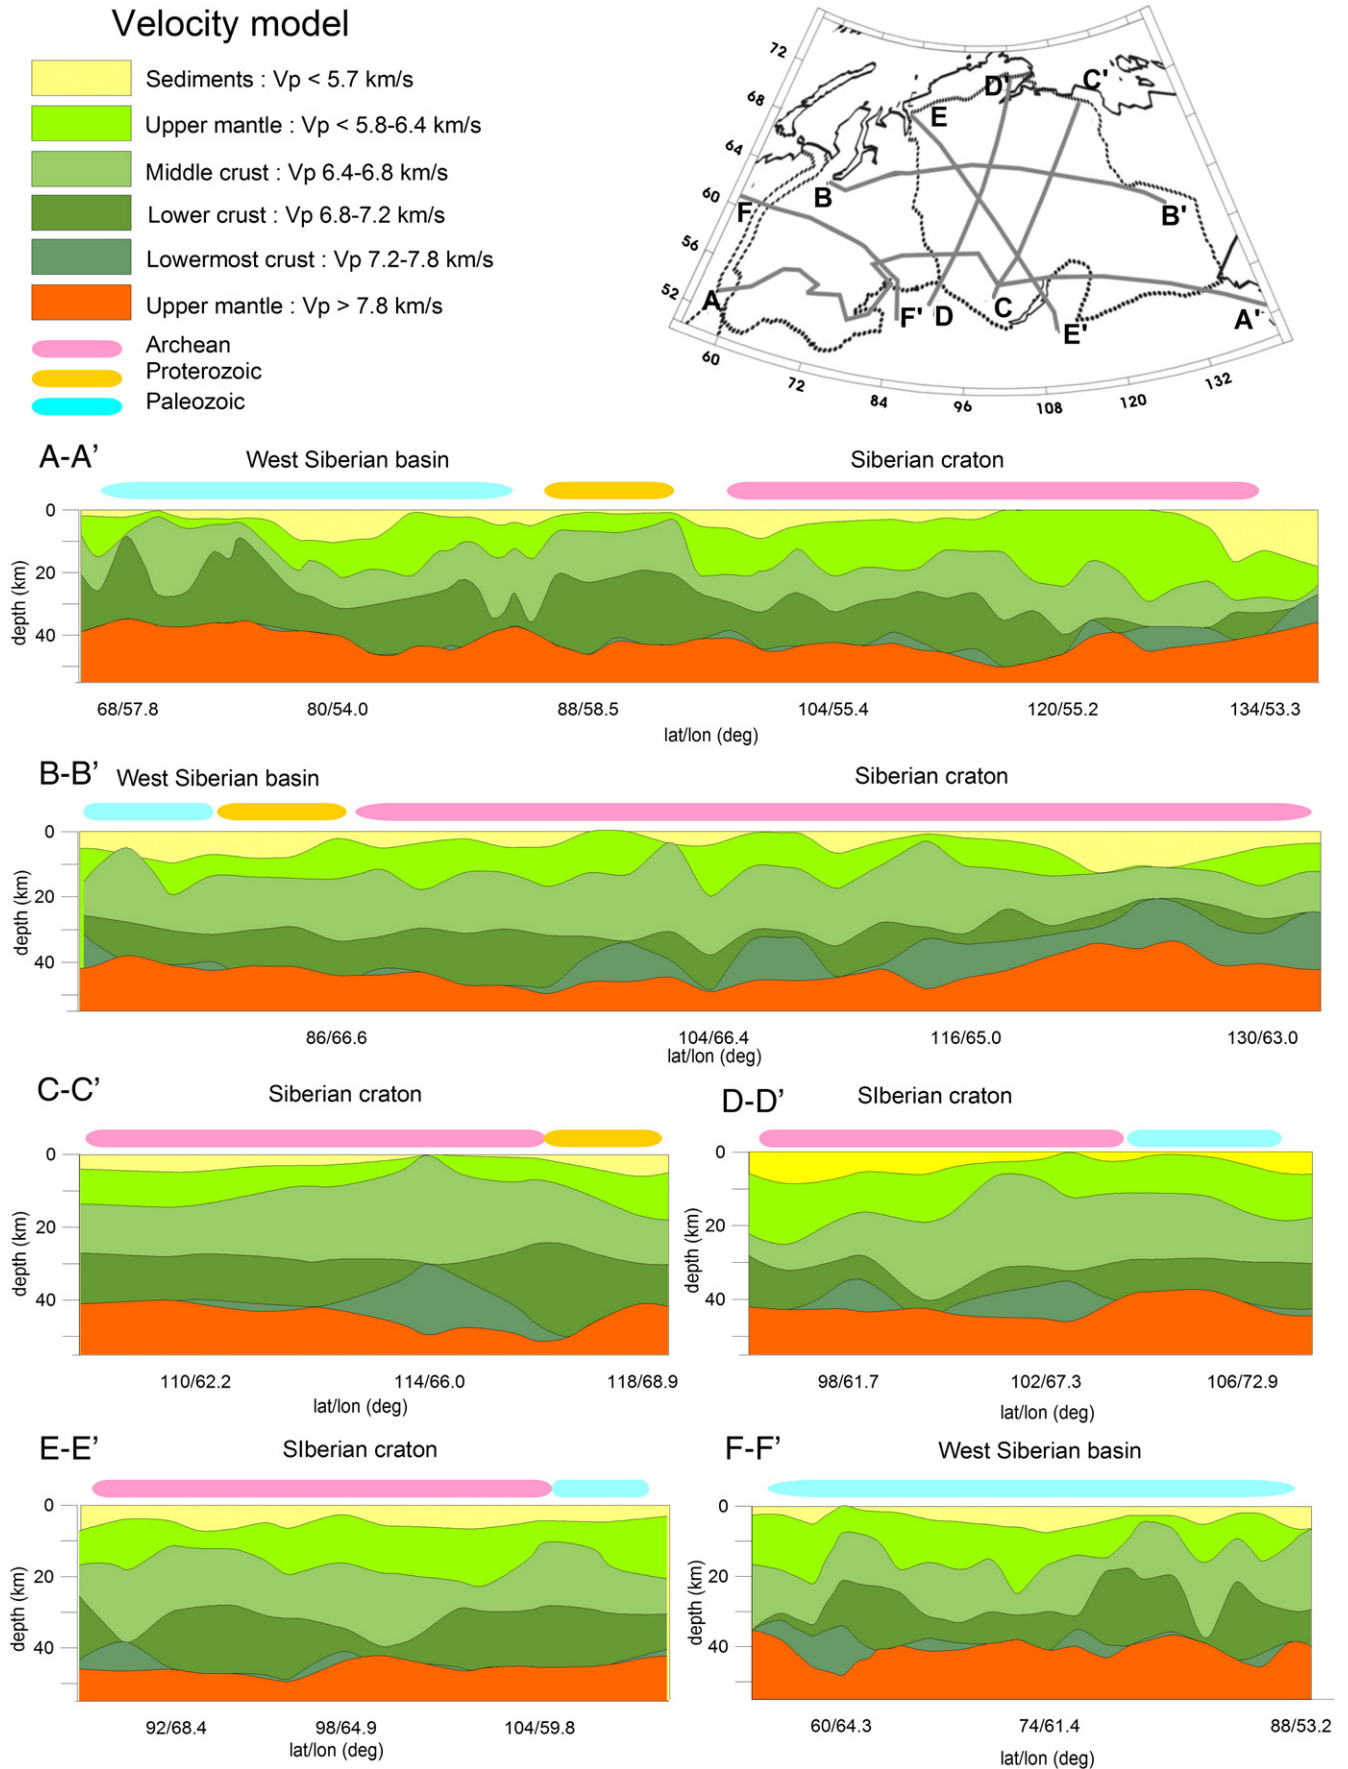 Velocity model
Sediments : Vp < 5.7 km/s
Upper mantle : Vp < 5.8-6.4 km/s
Middle crust : Vp 6.4-6.8 km/s
Lower crust : Vp 6.8-7.2 km/s
Lowermost crust : Vp 7.2-7.8 km/s
Upper mantle : Vp > 7.8 km/s
Archean
Proterozoic
Paleozoic
72
68
64
60
56
52
60
72
84
96
108
120
132
D'
C'
E
B
F
B'
A
F'
D
C
E'
A'
A-A’
West Siberian basin
Siberian craton
0
20
40
depth (km)
68/57.8
80/54.0
88/58.5
104/55.4
120/55.2
134/53.3
lat/lon (deg)
B-B’
West Siberian basin
Siberian craton
0
20
40
depth (km)
86/66.6
104/66.4
116/65.0
130/63.0
lat/lon (deg)
C-C’
Siberian craton
0
20
40
depth (km)
110/62.2
114/66.0
118/68.9
lat/lon (deg)
D-D’
SIberian craton
0
20
40
depth (km)
98/61.7
102/67.3
106/72.9
lat/lon (deg)
E-E’
SIberian craton
0
20
40
depth (km)
92/68.4
98/64.9
104/59.8
lat/lon (deg)
F-F’
West Siberian basin
0
20
40
depth (km)
60/64.3
74/61.4
88/53.2
lat/lon (deg)